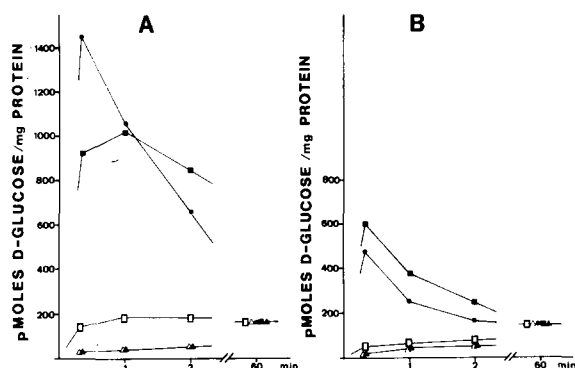 A
B
pMOLES D-GLUCOSE/mg PROTEIN
1400
1200
1000
800
600
400
200
1
2
60
min
pMOLES D-GLUCOSE/mg PROTEIN
800
600
400
200
1
2
60
min